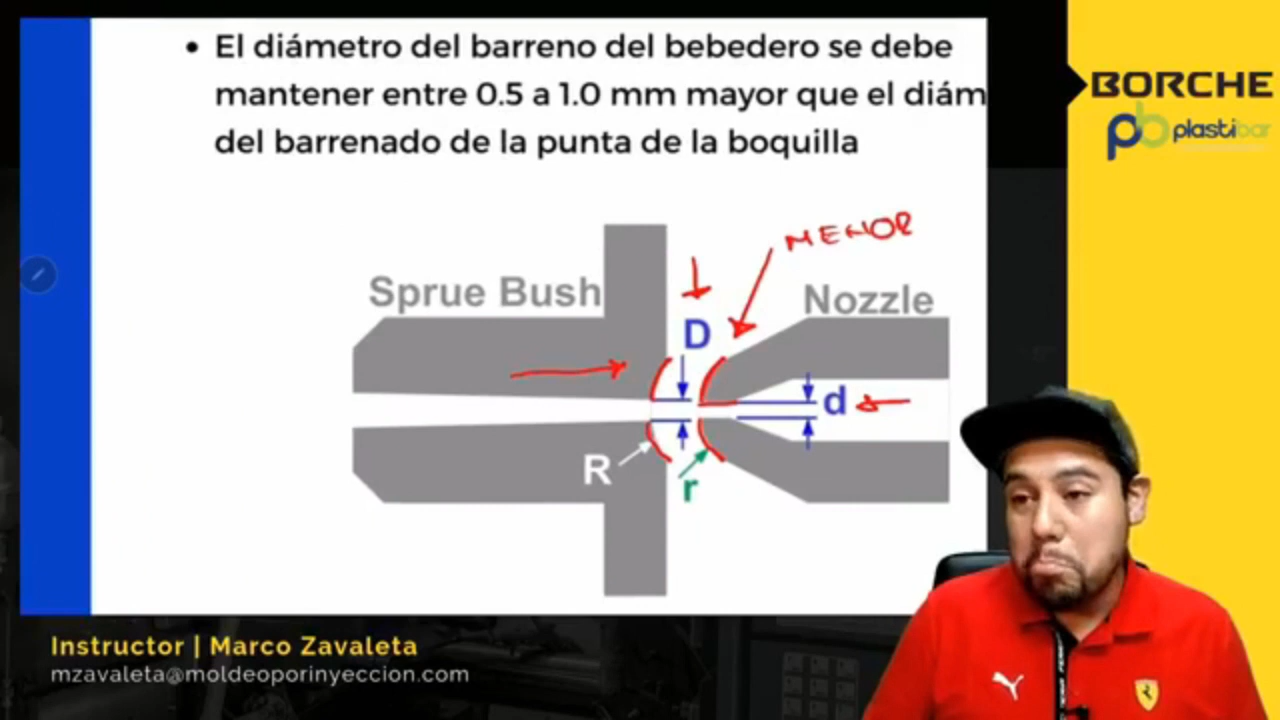 El diámetro del barreno del bebedero se debe
mantener entre 0.5 a 1.0 mm mayor que el diám
del barrenado de la punta de la boquilla
BORCHE
pb plastibar
MENOR
Sprue Bush
Nozzle
D
d
R
r
Instructor | Marco Zavaleta
mzavaleta@moldeoporinyeccion.com